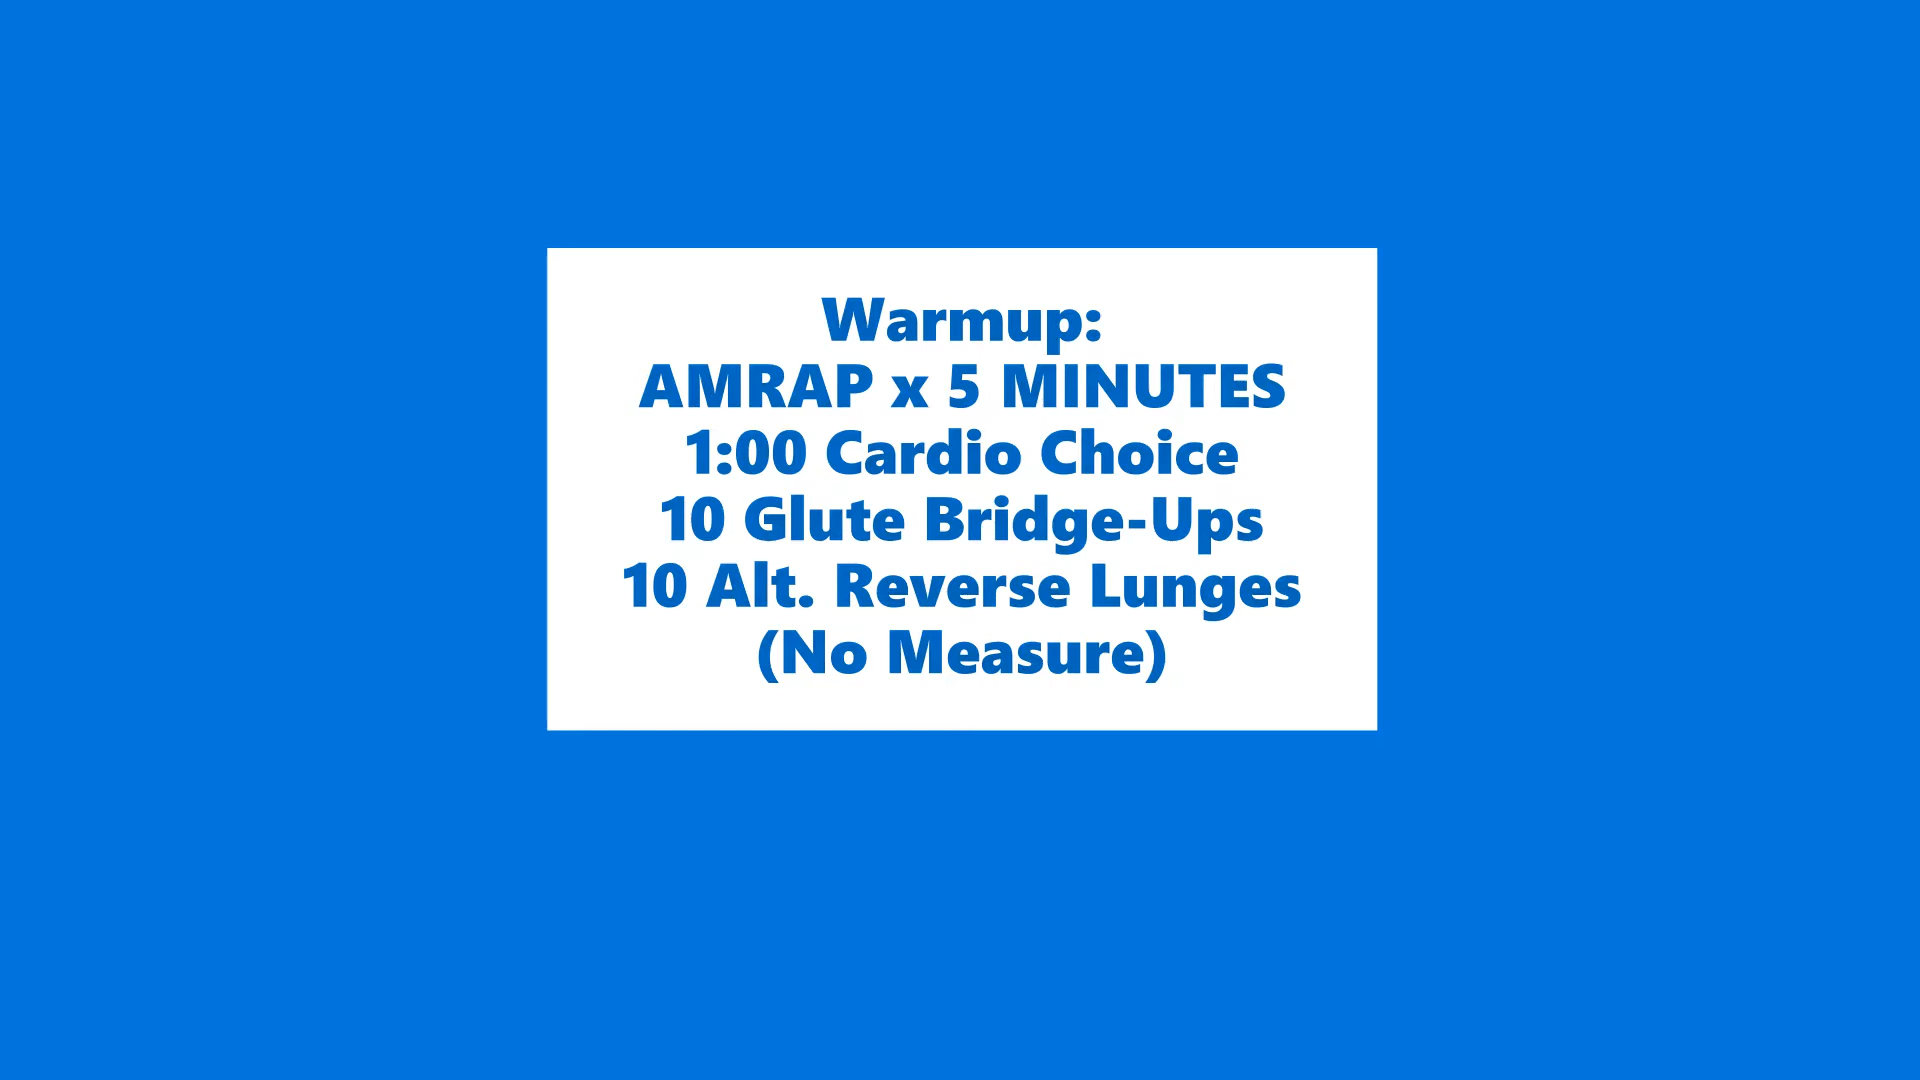 Warmup:
AMRAP x 5 MINUTES
1:00 Cardio Choice
10 Glute Bridge-Ups
10 Alt. Reverse Lunges
(No Measure)